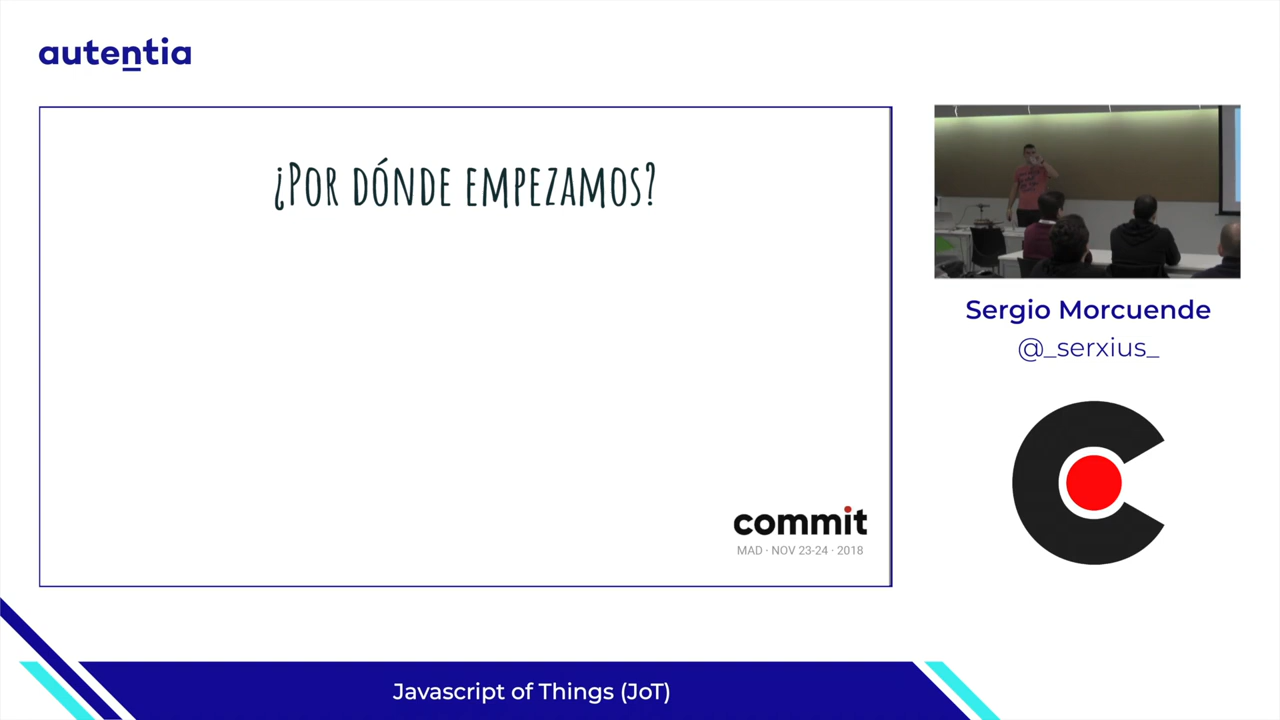 autentia
¿Por dónde empezamos?
commit
MAD · NOV 23-24 · 2018
Sergio Morcuende
@_serxius_
Javascript of Things (JoT)